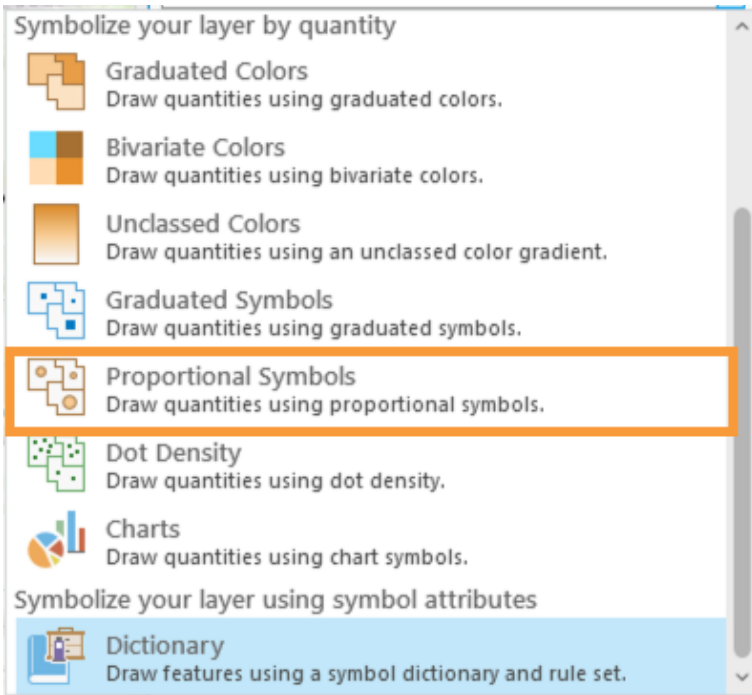 Symbolize your layer by quantity
Graduated Colors
Draw quantities using graduated colors.
Bivariate Colors
Draw quantities using bivariate colors.
Unclassed Colors
Draw quantities using an unclassed color gradient.
Graduated Symbols
Draw quantities using graduated symbols.
Proportional Symbols
Draw quantities using proportional symbols.
Dot Density
Draw quantities using dot density.
Charts
Draw quantities using chart symbols.
Symbolize your layer using symbol attributes
Dictionary
Draw features using a symbol dictionary and rule set.